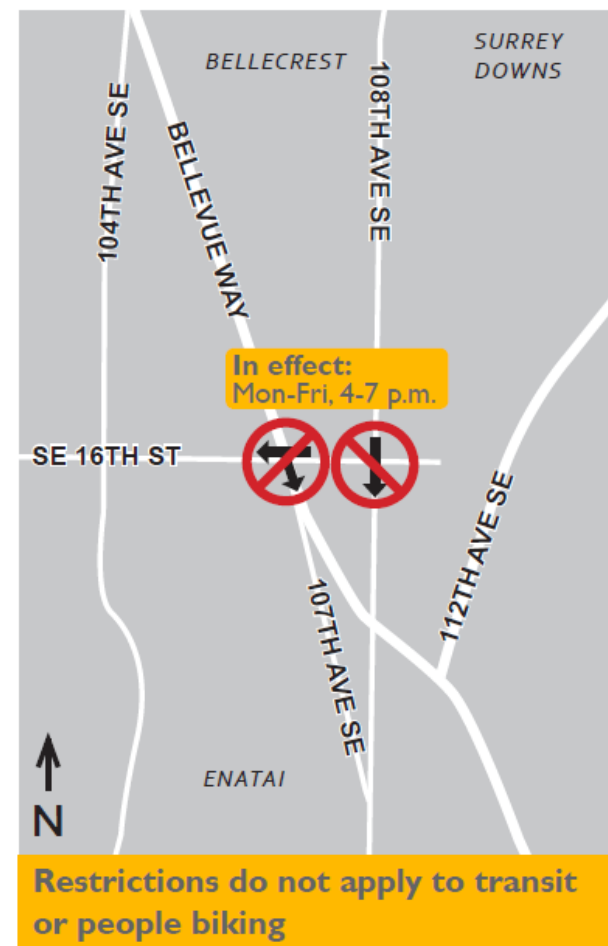 BELLECREST
SURREY
DOWNS
108TH AVE SE
104TH AVE SE
BELLEVUE WAY
In effect:
Mon-Fri, 4-7 p.m.
SE 16TH ST
112TH AVE SE
107TH AVE SE
ENATAI
N
Restrictions do not apply to transit
or people biking